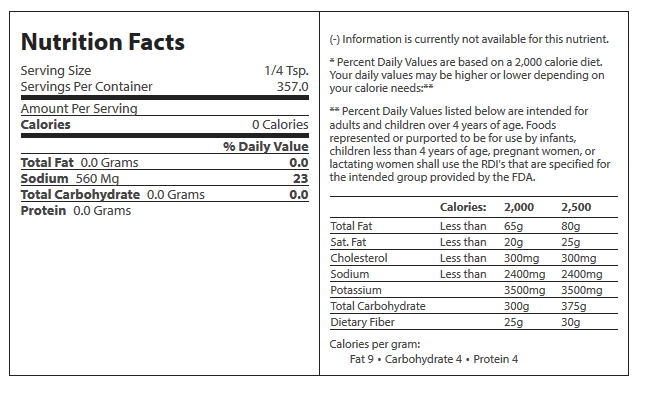 Nutrition Facts
Serving Size 1/4 Tsp.
Servings Per Container 357.0
Amount Per Serving
Calories 0 Calories
% Daily Value
Total Fat 0.0 Grams 0.0
Sodium 560 Mg 23
Total Carbohydrate 0.0 Grams 0.0
Protein 0.0 Grams
(-) Information is currently not available for this nutrient.
* Percent Daily Values are based on a 2,000 calorie diet.
Your daily values may be higher or lower depending on
your calorie needs:**
** Percent Daily Values listed below are intended for
adults and children over 4 years of age. Foods
represented or purported to be for use by infants,
children less than 4 years of age, pregnant women, or
lactating women shall use the RDI's that are specified for
the intended group provided by the FDA.
Calories: 2,000 2,500
Total Fat Less than 65g 80g
Sat. Fat Less than 20g 25g
Cholesterol Less than 300mg 300mg
Sodium Less than 2400mg 2400mg
Potassium 3500mg 3500mg
Total Carbohydrate 300g 375g
Dietary Fiber 25g 30g
Calories per gram:
Fat 9 • Carbohydrate 4 • Protein 4